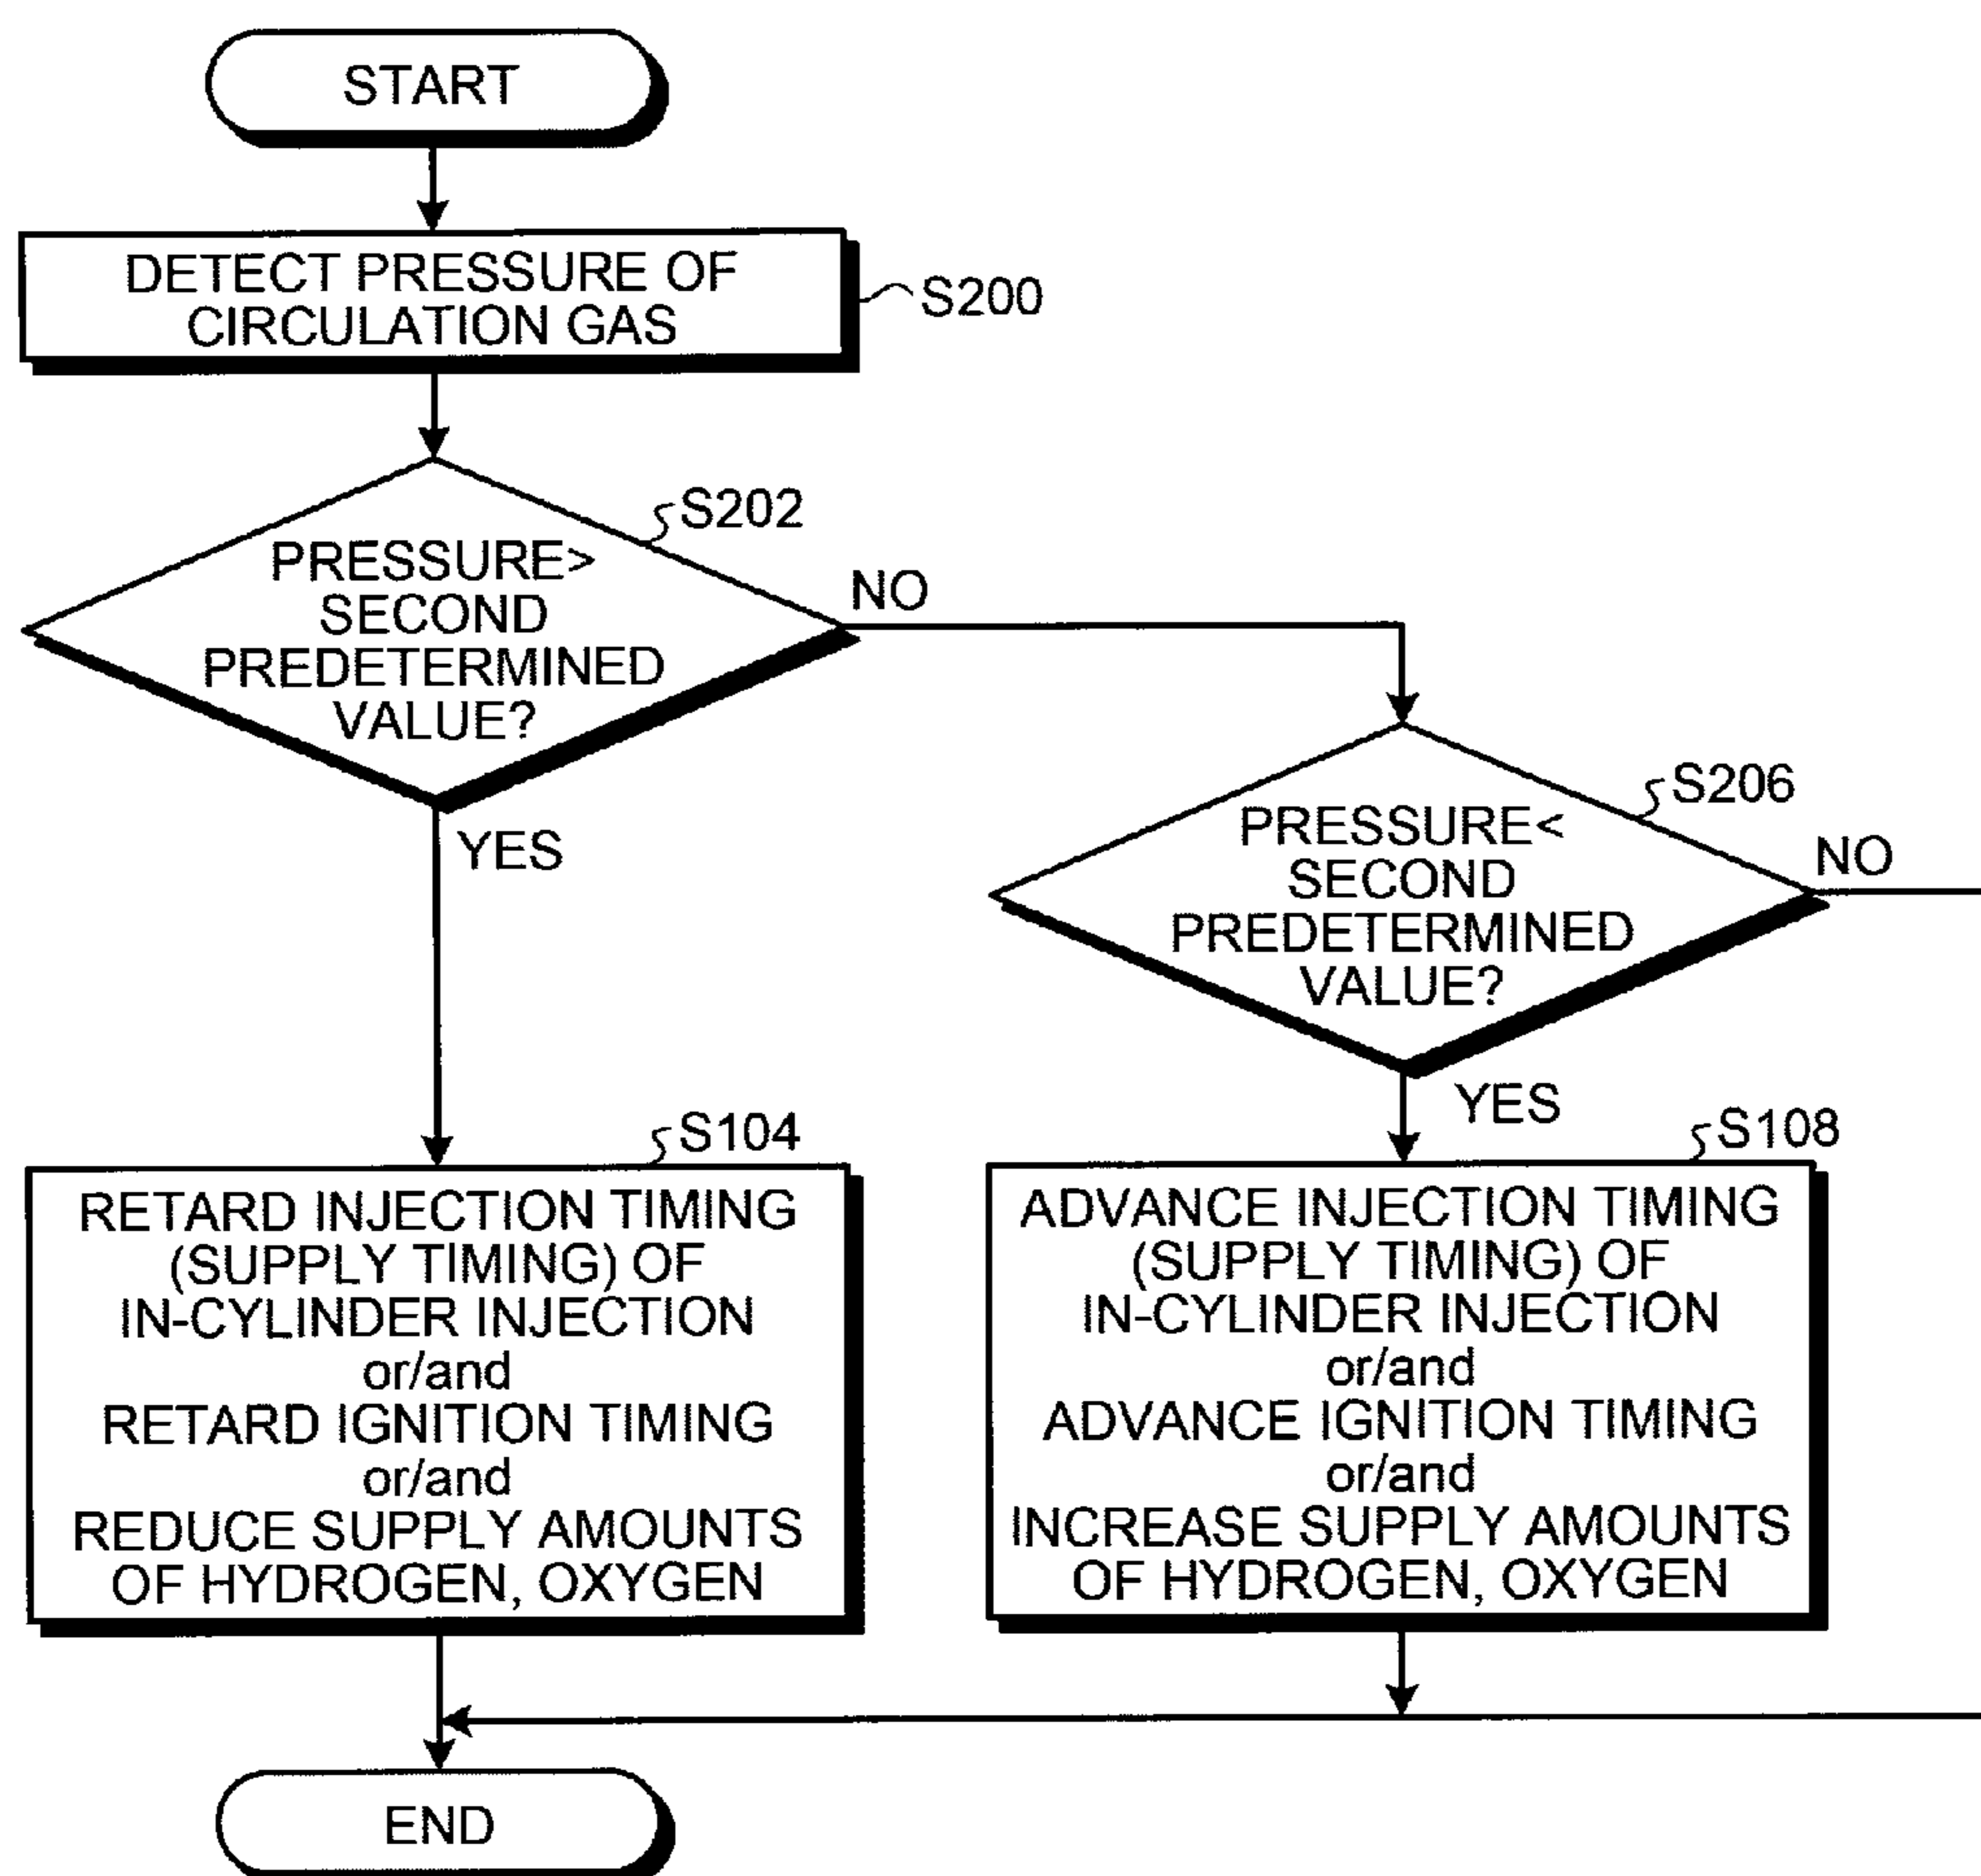 START
DETECT PRESSURE OF
CIRCULATION GAS
S200
S202
PRESSURE>
SECOND
PREDETERMINED
VALUE?
NO
YES
S206
PRESSURE<
SECOND
PREDETERMINED
VALUE?
NO
YES
S104
RETARD INJECTION TIMING
(SUPPLY TIMING) OF
IN-CYLINDER INJECTION
or/and
RETARD IGNITION TIMING
or/and
REDUCE SUPPLY AMOUNTS
OF HYDROGEN, OXYGEN
S108
ADVANCE INJECTION TIMING
(SUPPLY TIMING) OF
IN-CYLINDER INJECTION
or/and
ADVANCE IGNITION TIMING
or/and
INCREASE SUPPLY AMOUNTS
OF HYDROGEN, OXYGEN
END